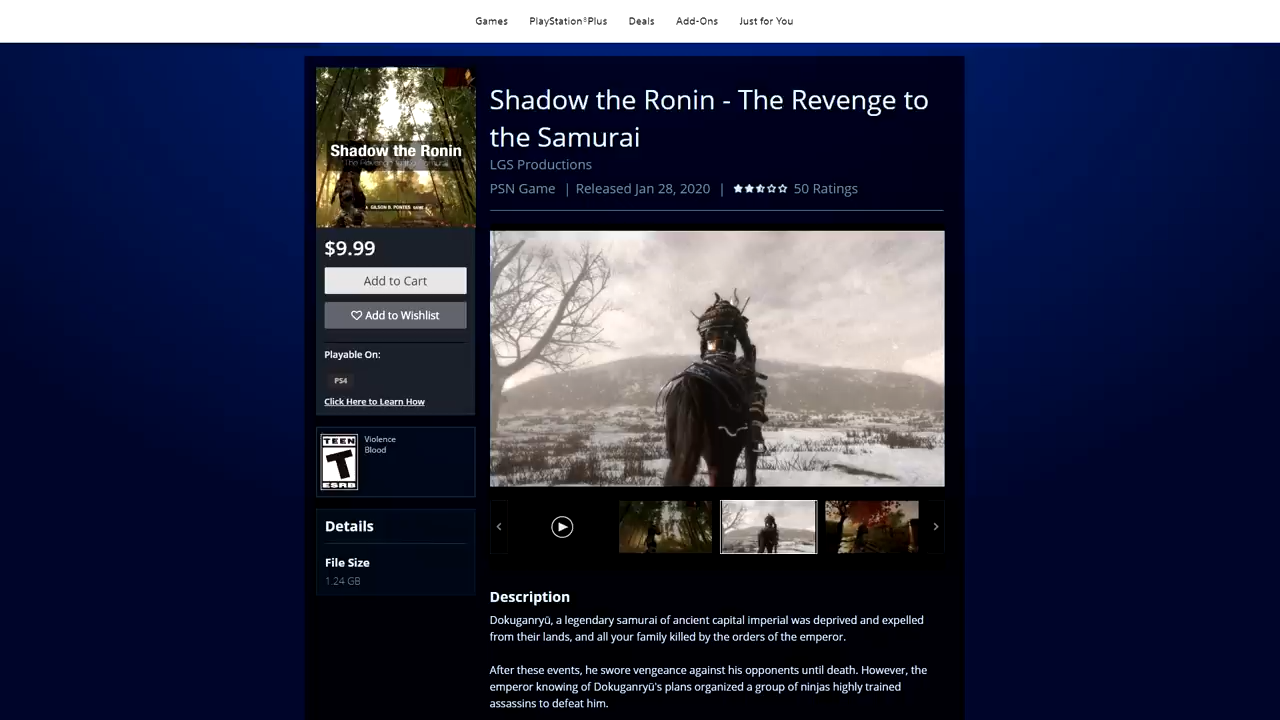 Games PlayStation®Plus Deals Add-Ons Just for You
Shadow the Ronin
A GILSON B. PONTES GAME
$9.99
Add to Cart
Add to Wishlist
Playable On:
PS4
Click Here to Learn How
TEEN
T
ESRB
Violence
Blood
Details
File Size
1.24 GB
Shadow the Ronin - The Revenge to
the Samurai
LGS Productions
PSN Game | Released Jan 28, 2020 | 50 Ratings
Description
Dokuganryū, a legendary samurai of ancient capital imperial was deprived and expelled
from their lands, and all your family killed by the orders of the emperor.
After these events, he swore vengeance against his opponents until death. However, the
emperor knowing of Dokuganryū's plans organized a group of ninjas highly trained
assassins to defeat him.